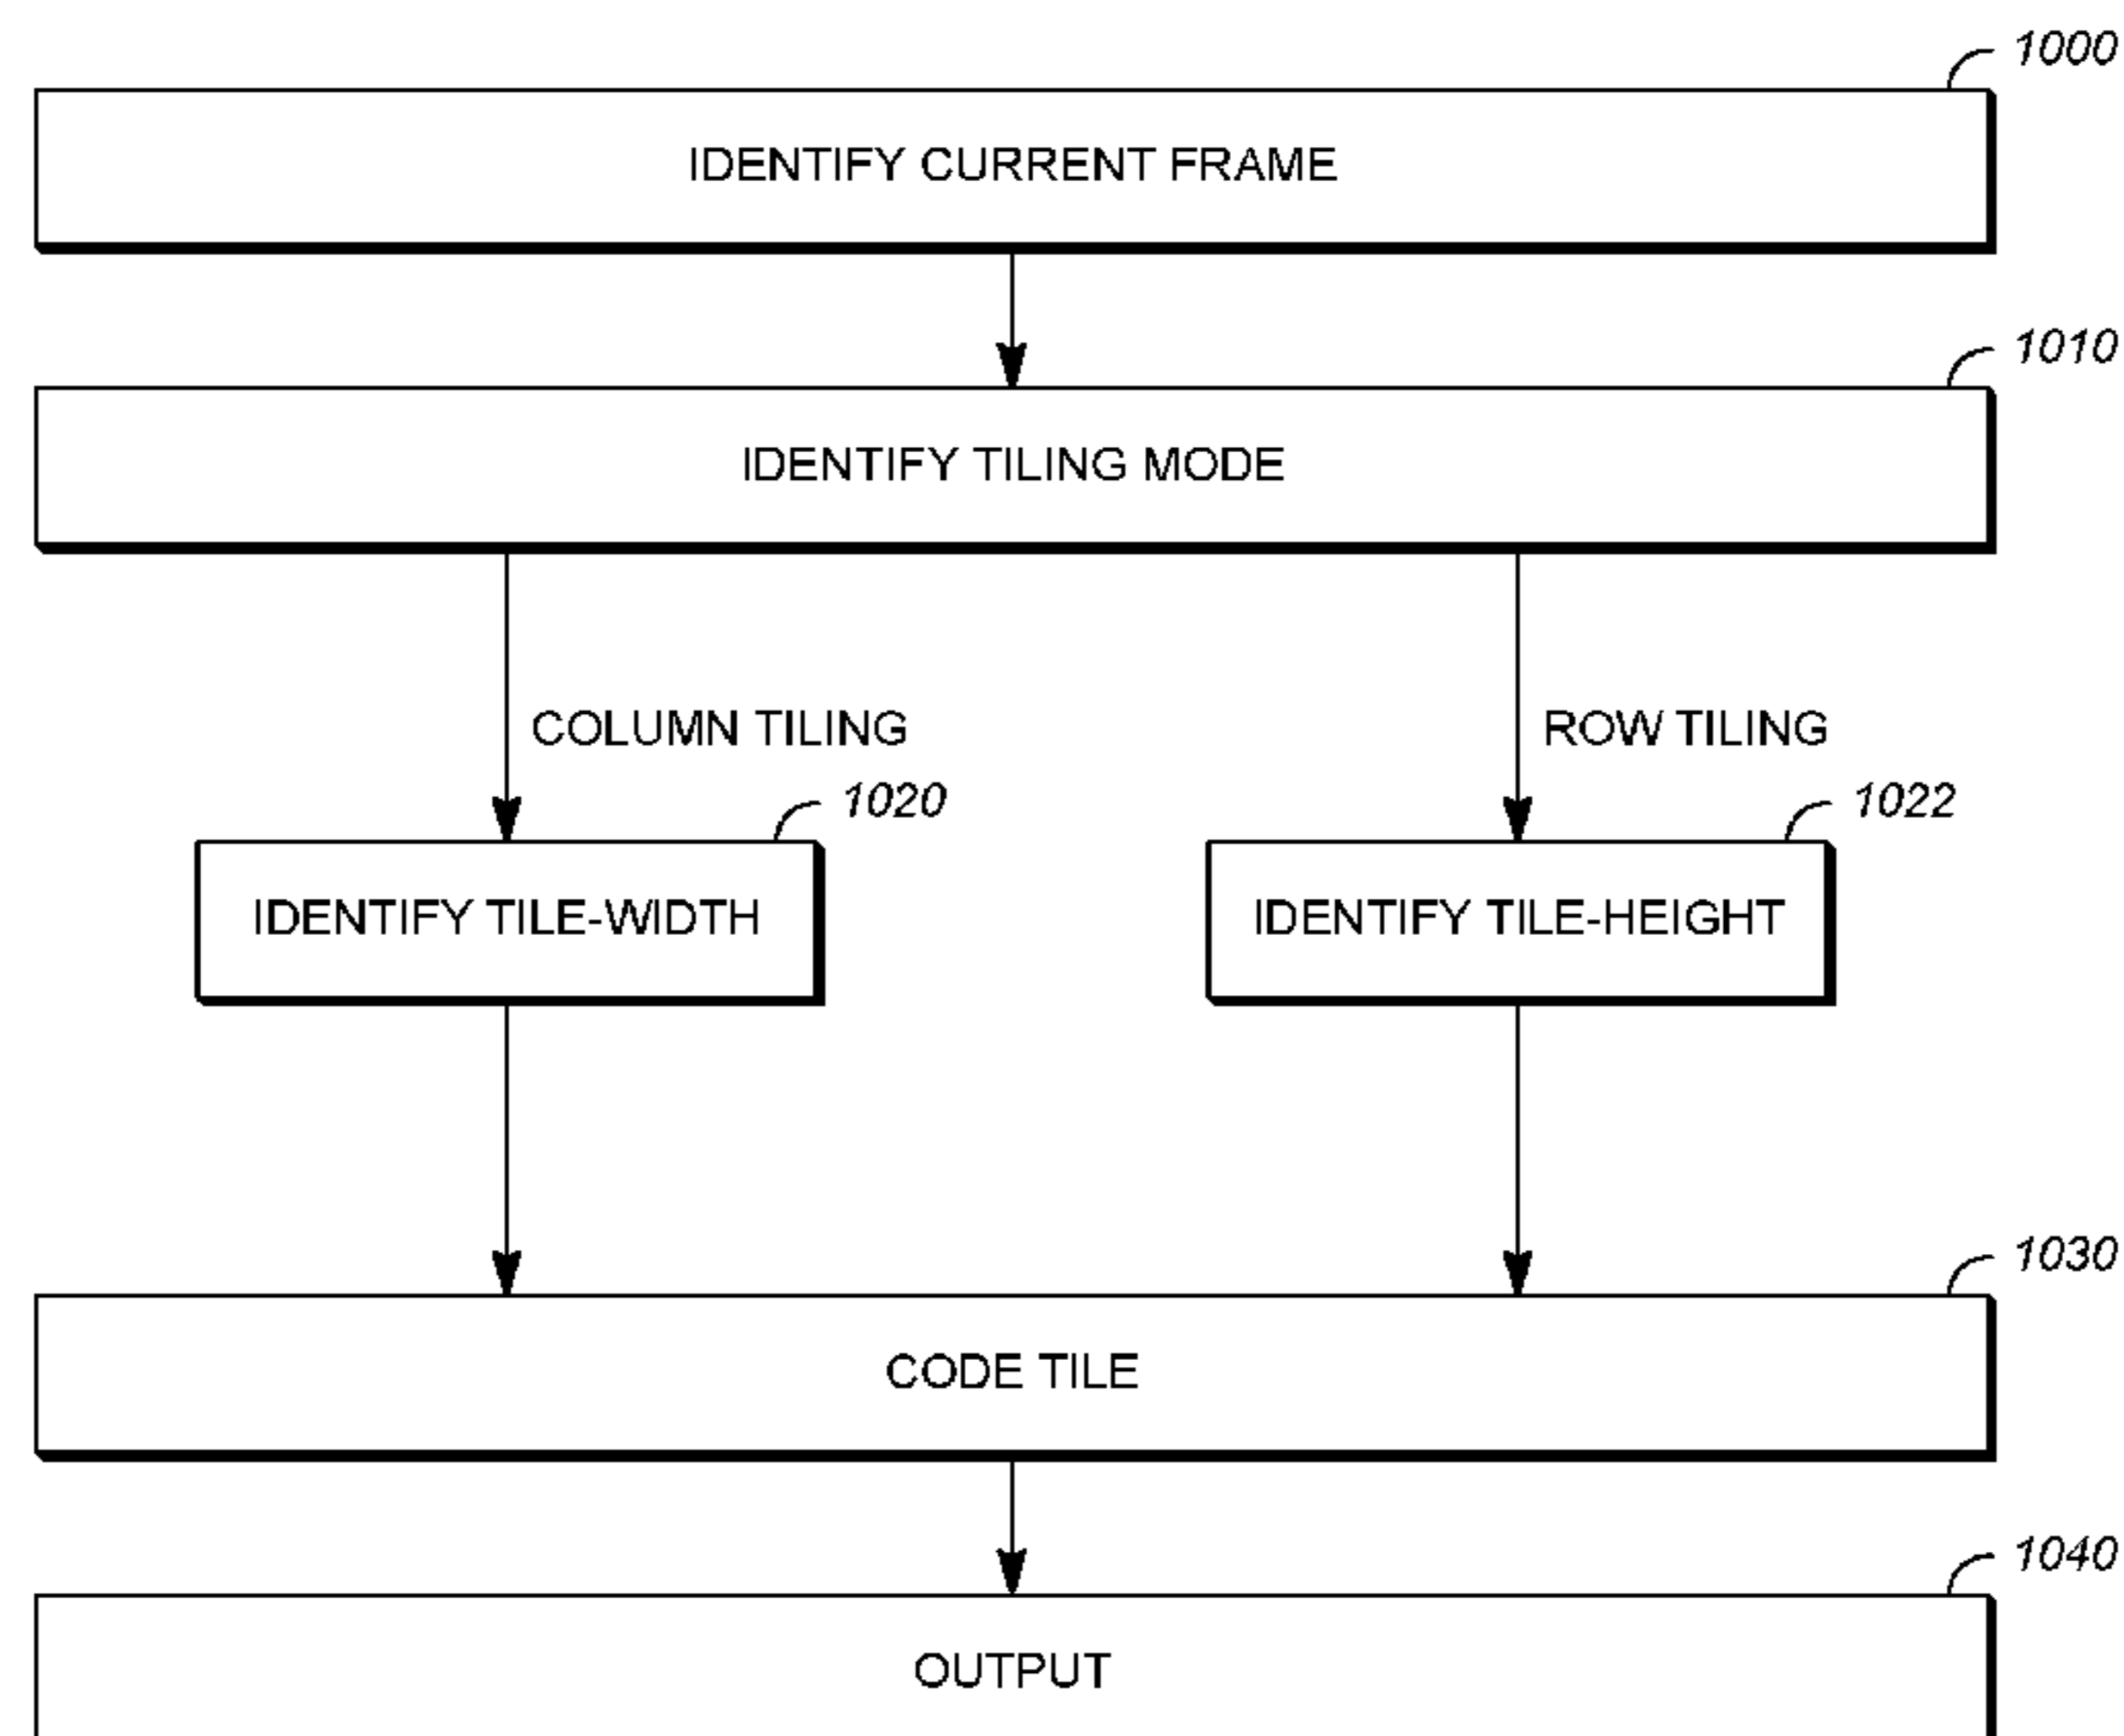 1000
IDENTIFY CURRENT FRAME
1010
IDENTIFY TILING MODE
COLUMN TILING
ROW TILING
1020
1022
IDENTIFY TILE-WIDTH
IDENTIFY TILE-HEIGHT
1030
CODE TILE
1040
OUTPUT